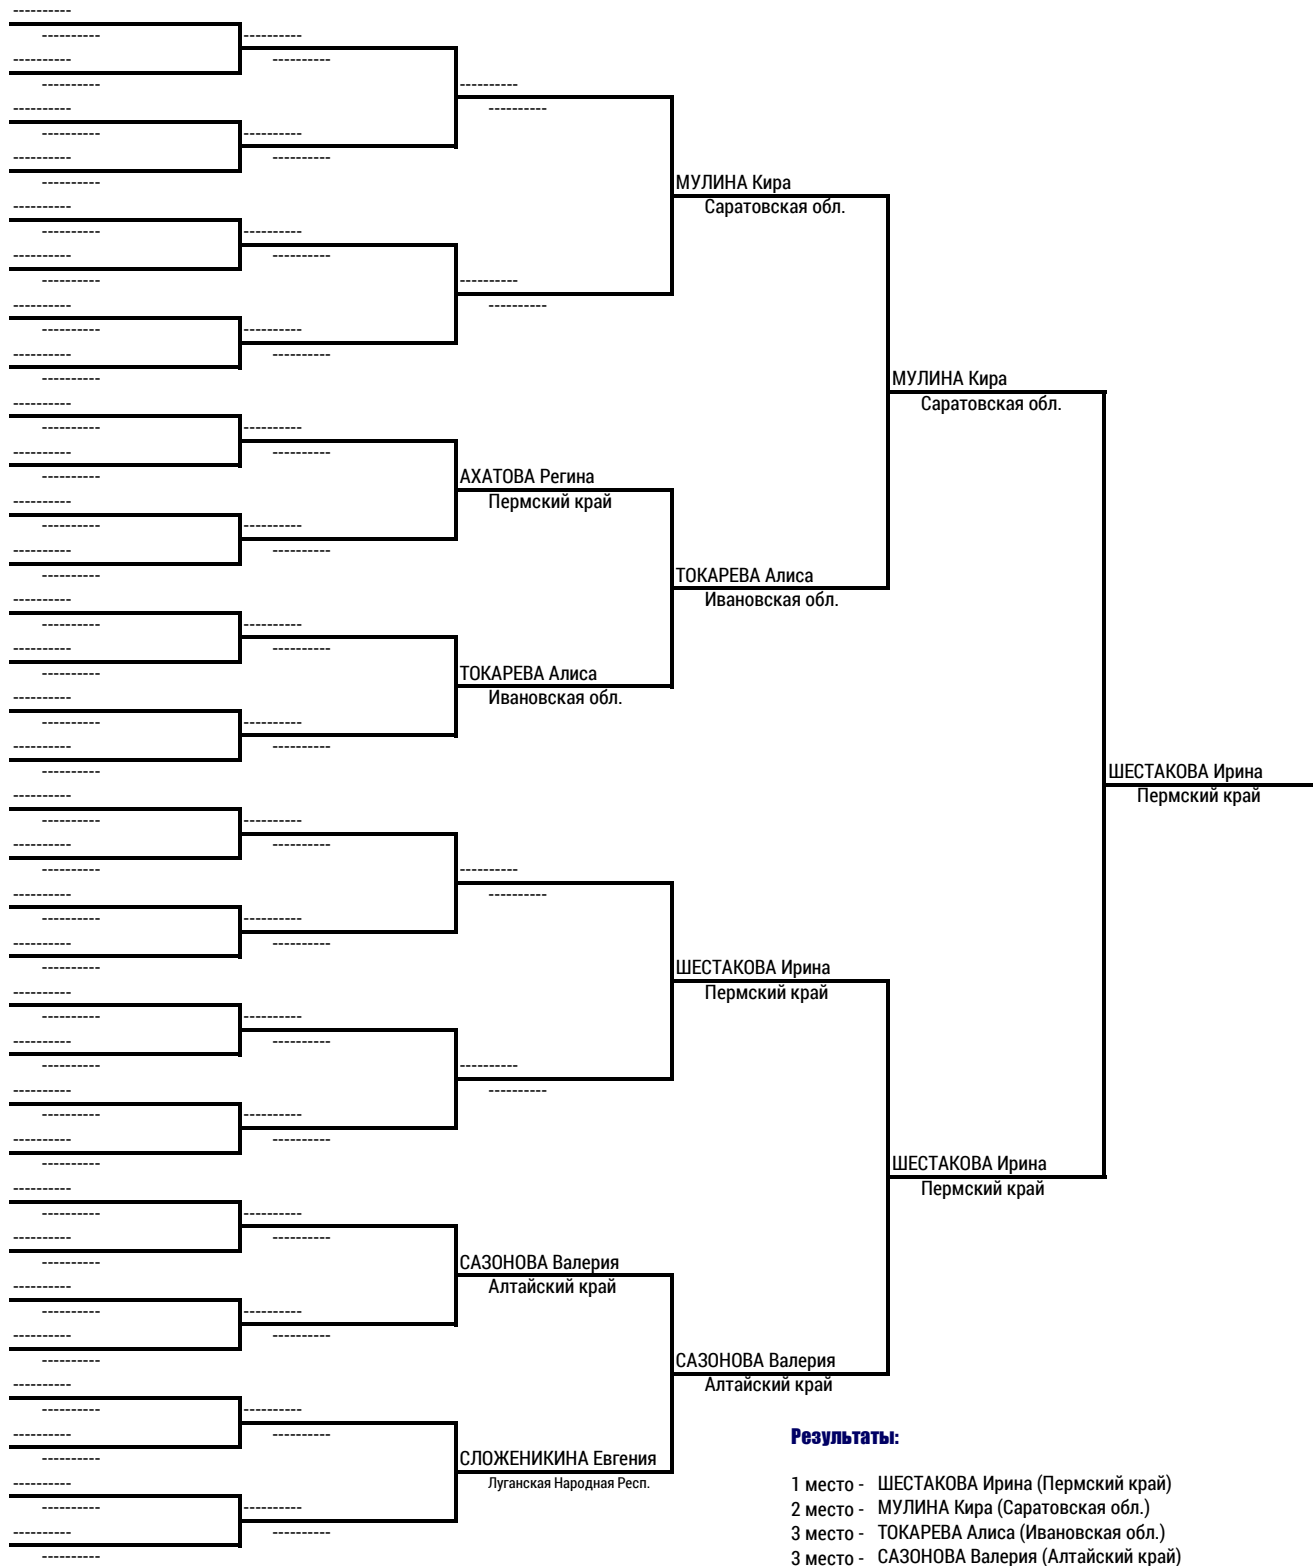 МУЛИНА Кира
Саратовская обл.
МУЛИНА Кира
Саратовская обл.
АХАТОВА Регина
Пермский край
ТОКАРЕВА Алиса
Ивановская обл.
ТОКАРЕВА Алиса
Ивановская обл.
ШЕСТАКОВА Ирина
Пермский край
ШЕСТАКОВА Ирина
Пермский край
ШЕСТАКОВА Ирина
Пермский край
САЗОНОВА Валерия
Алтайский край
САЗОНОВА Валерия
Алтайский край
СЛОЖЕНИКИНА Евгения
Луганская Народная Респ.
Результаты:
1 место - ШЕСТАКОВА Ирина (Пермский край)
2 место - МУЛИНА Кира (Саратовская обл.)
3 место - ТОКАРЕВА Алиса (Ивановская обл.)
3 место - САЗОНОВА Валерия (Алтайский край)